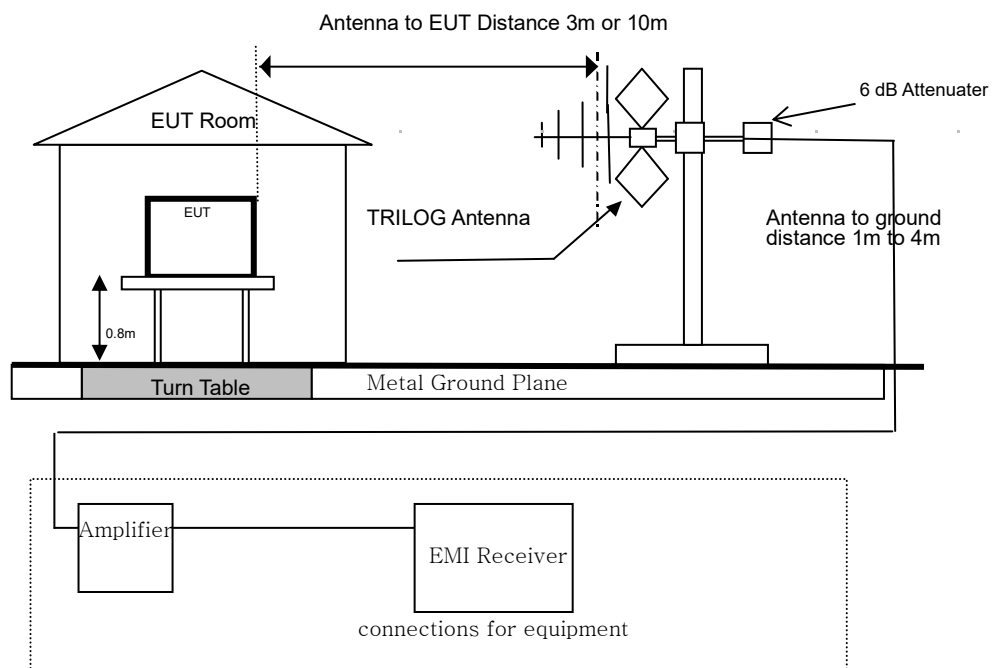 Antenna to EUT Distance 3m or 10m
6 dB Attenuater
EUT Room
EUT
TRILOG Antenna
Antenna to ground
distance 1m to 4m
0.8m
Turn Table
Metal Ground Plane
Amplifier
EMI Receiver
connections for equipment